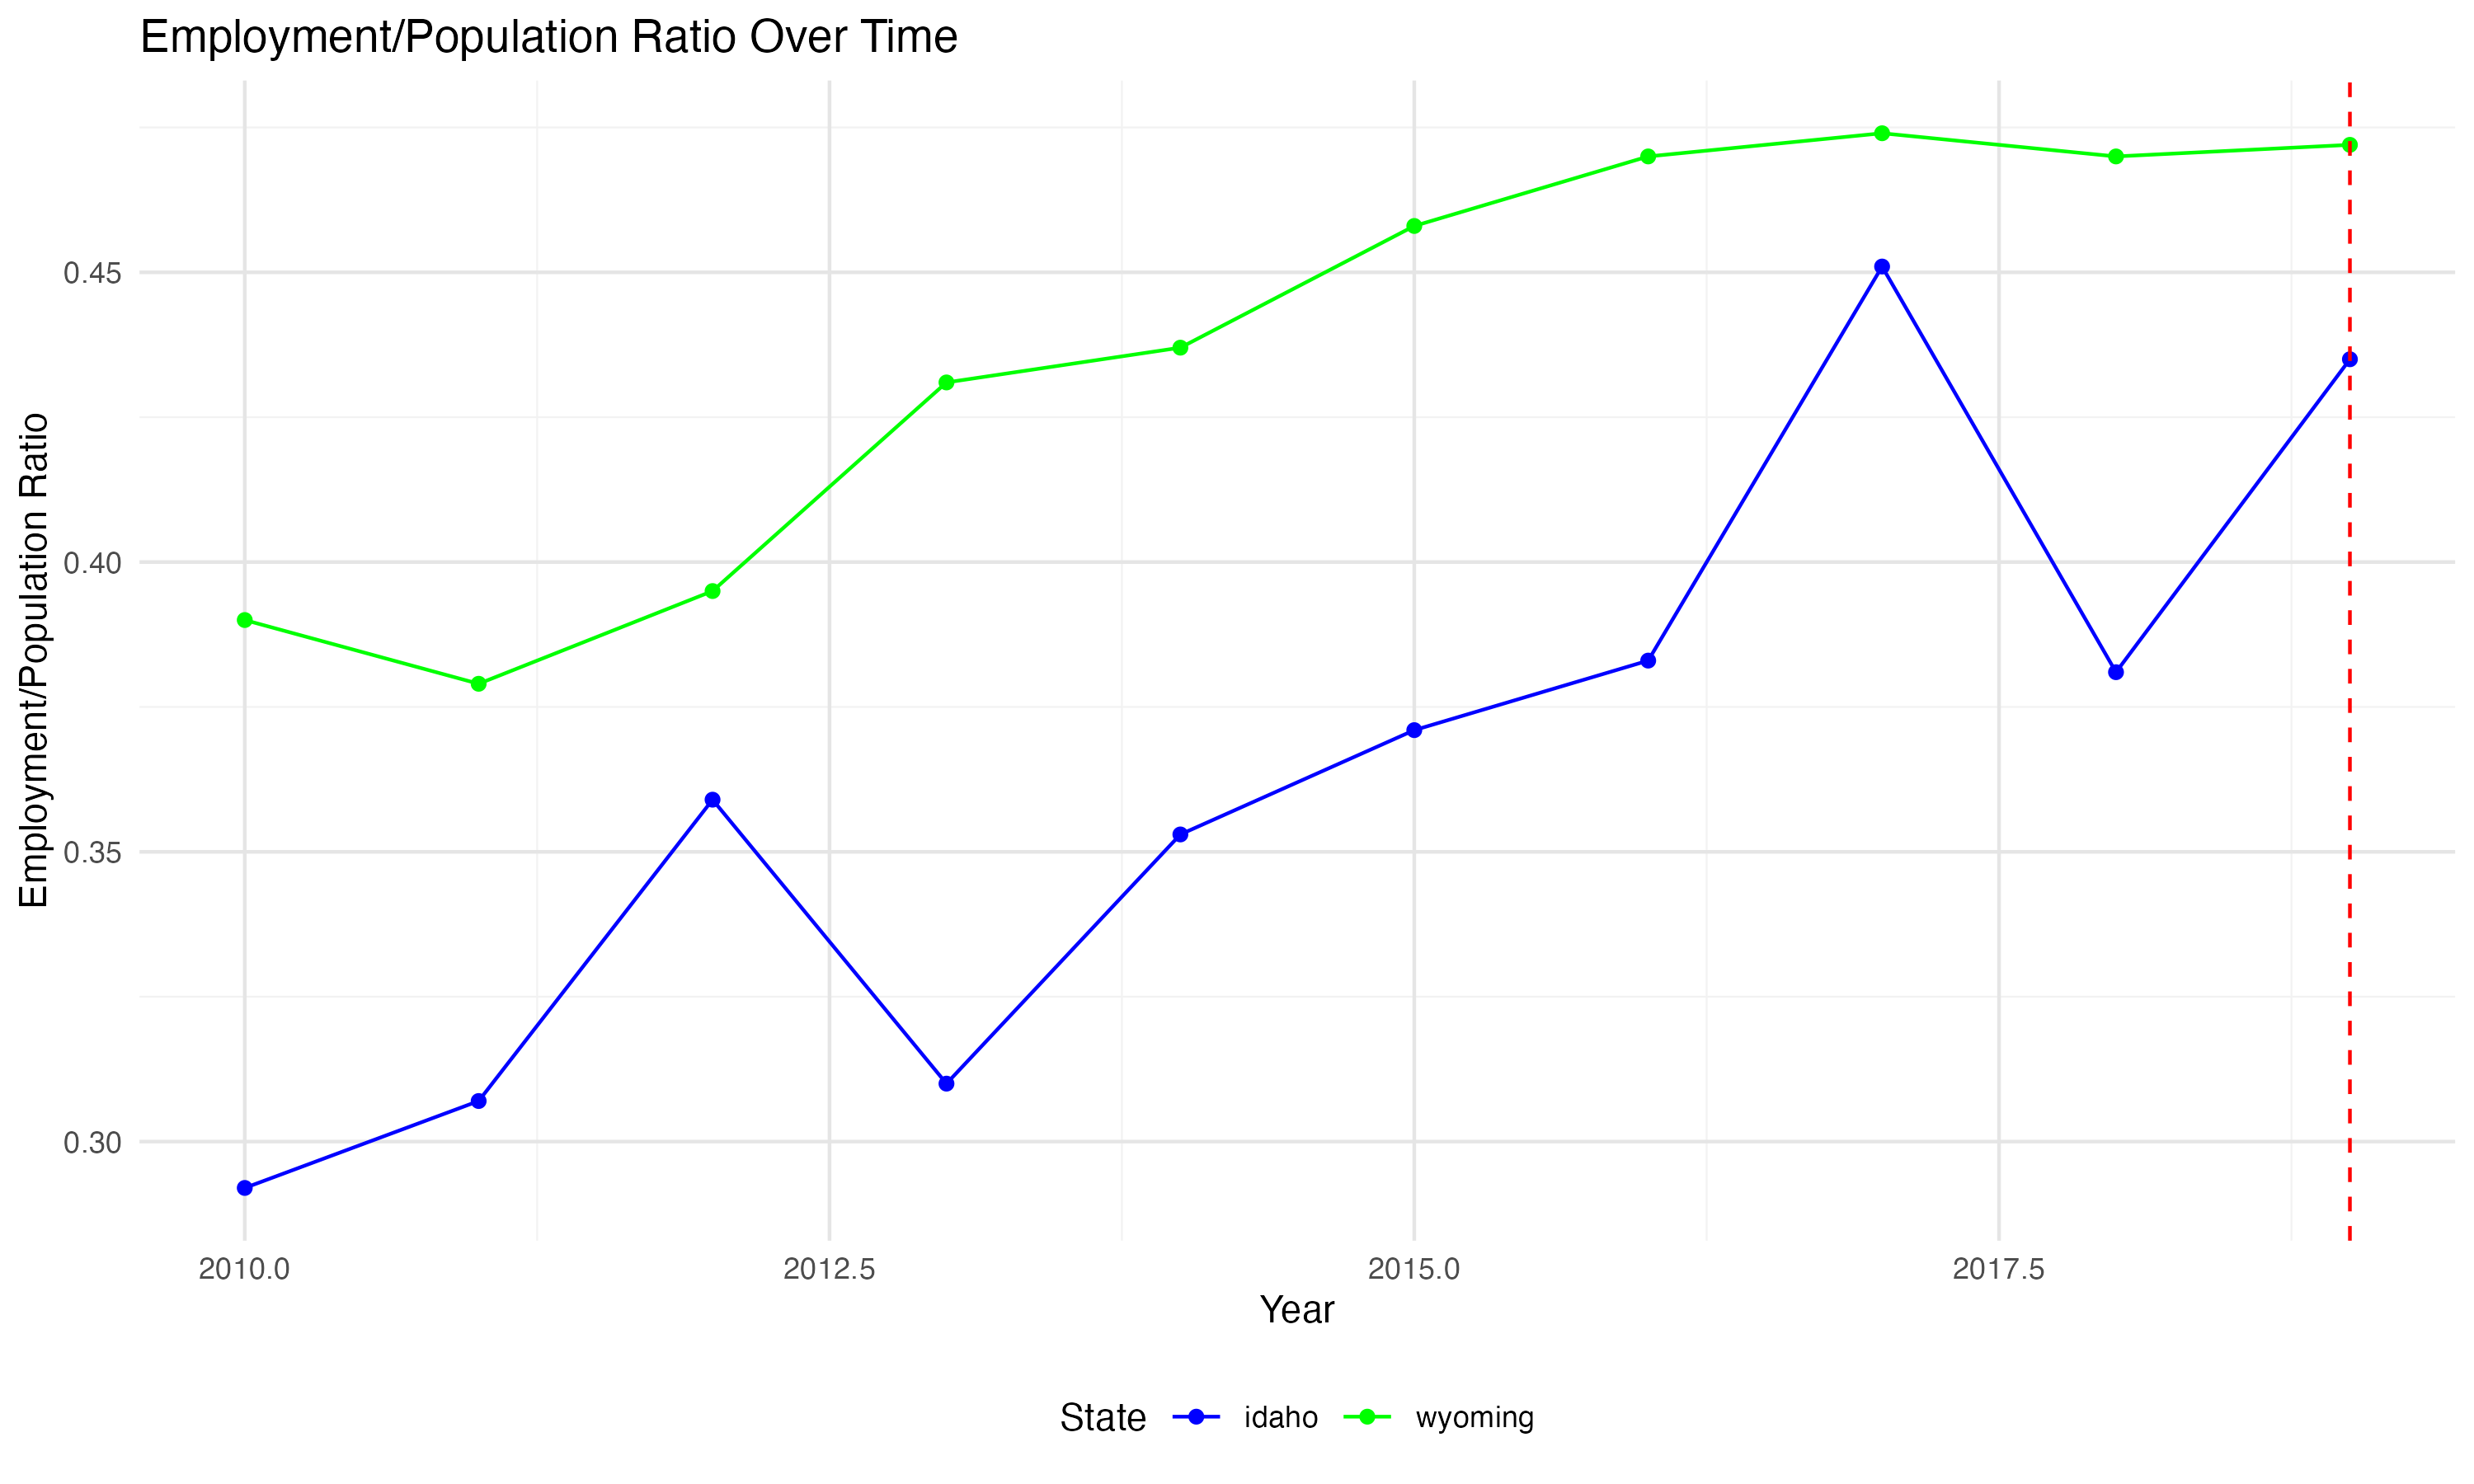 Employment/Population Ratio Over Time
Employment/Population Ratio
0.45
0.40
0.35
0.30
2010.0 2012.5 2015.0 2017.5
Year
State idaho wyoming